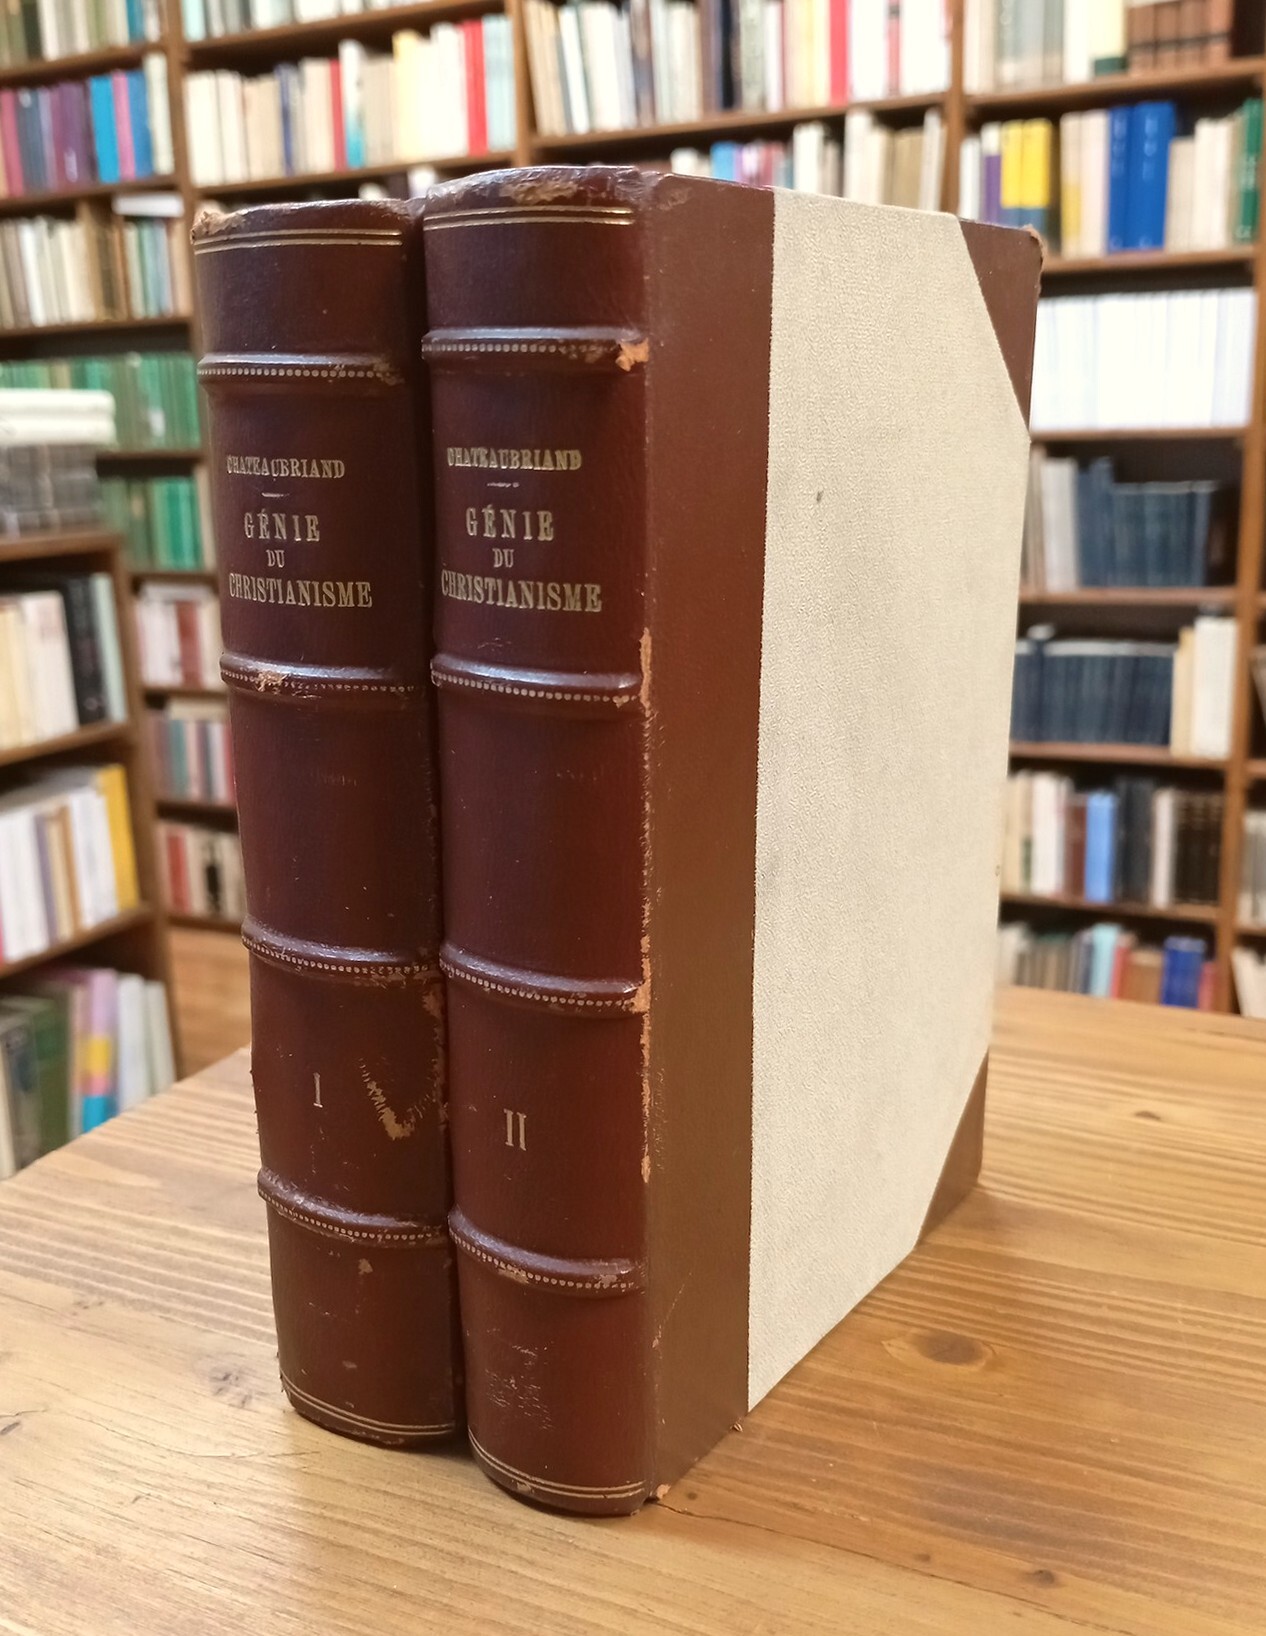 CHATEAUBRIAND
GÉNIE
DU
CHRISTIANISME
I
CHATEAUBRIAND
GÉNIE
DU
CHRISTIANISME
II